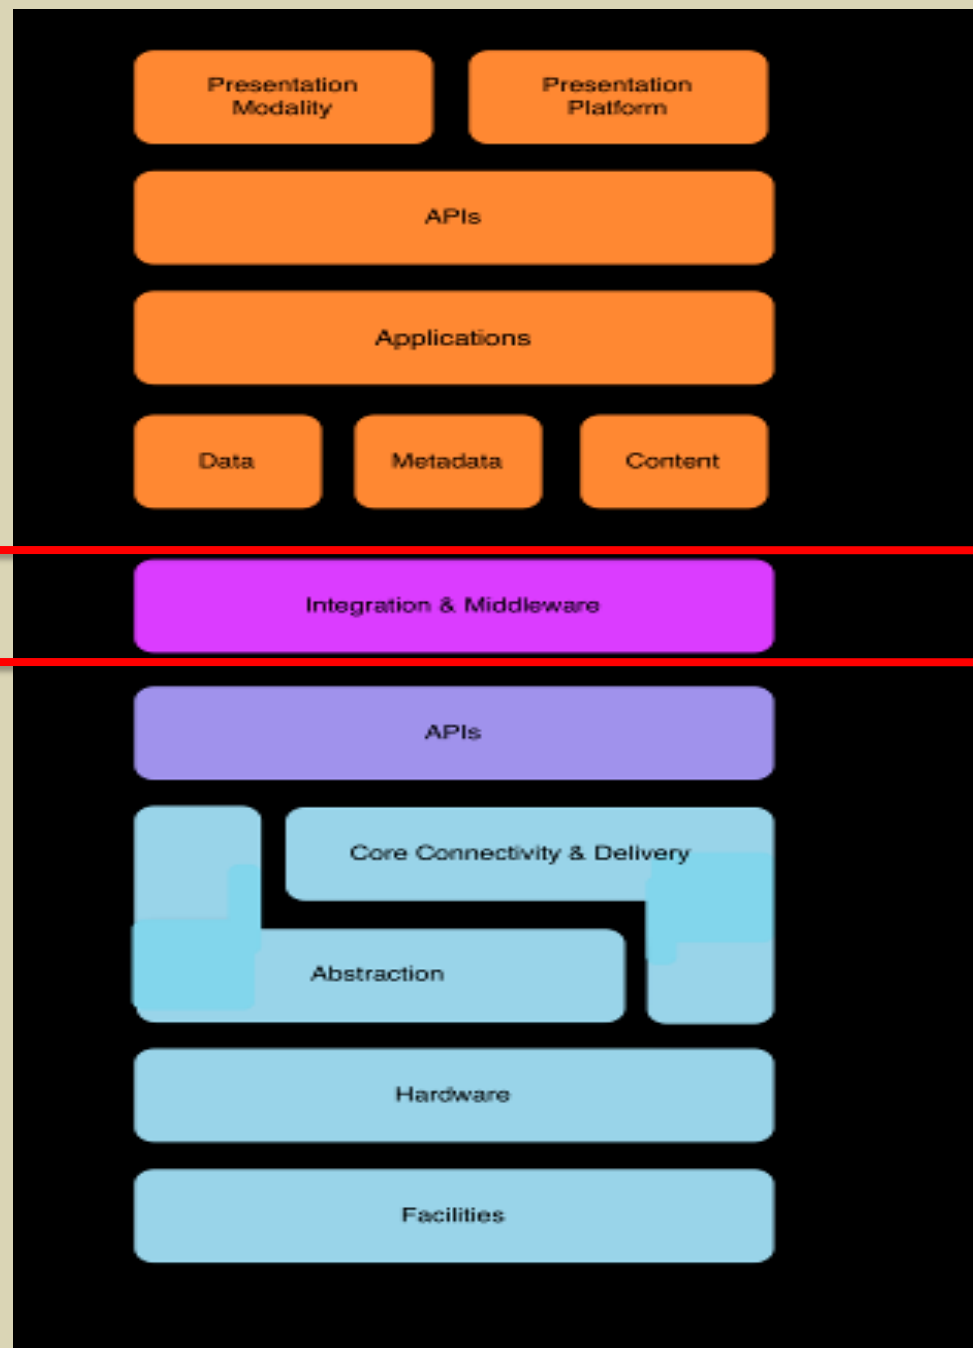 Presentation
Modality
Presentation
Platform
APIs
Applications
Data
Metadata
Content
Integration & Middleware
APIs
Core Connectivity & Delivery
Abstraction
Hardware
Facilities